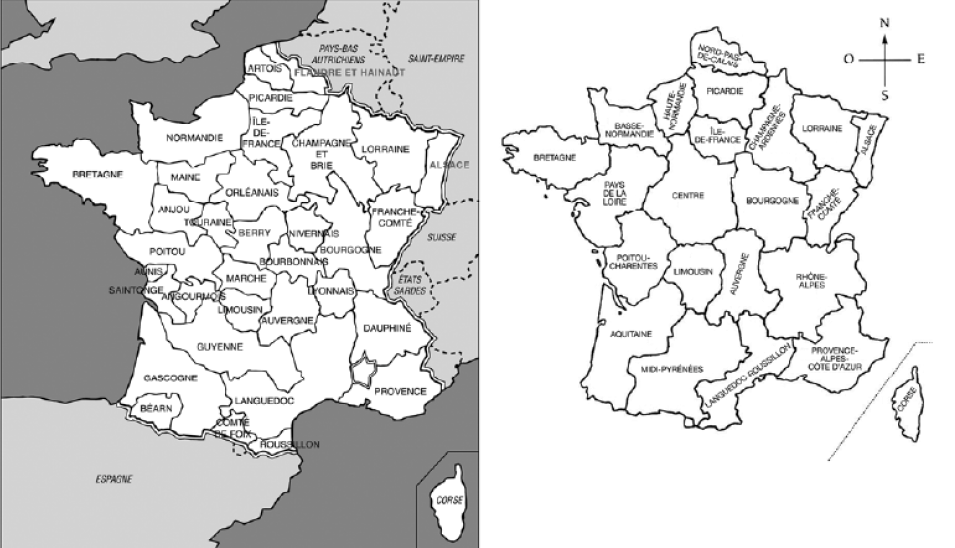 PAYS-BAS
AUTRICHIENS
SAINT-EMPIRE
ARTOIS
FLANDRE ET HAINAUT
PICARDIE
ÎLE-
DE-
FRANCE
NORMANDIE
CHAMPAGNE
ET
BRIE
LORRAINE
ALSACE
BRETAGNE
MAINE
ORLÉANAIS
ANJOU
TOURAINE
BERRY
NIVERNAIS
FRANCHE-
COMTÉ
BOURGOGNE
SUISSE
POITOU
BOURBONNAIS
AUNIS
MARCHE
ÉTATS
SARDES
SAINTONGE
ANGOURMOIS
LIMOUSIN
LYONNAIS
AUVERGNE
DAUPHINÉ
GUYENNE
GASCOGNE
LANGUEDOC
PROVENCE
BÉARN
COMTÉ
DE FOIX
ROUSSILLON
ESPAGNE
CORSE
N
O
E
S
NORD-PAS-
DE-CALAIS
PICARDIE
HAUTE-
NORMANDIE
BASSE-
NORMANDIE
ÎLE-
DE-FRANCE
CHAMPAGNE-
ARDENNES
LORRAINE
ALSACE
BRETAGNE
PAYS
DE LA
LOIRE
CENTRE
BOURGOGNE
FRANCHE-
COMTÉ
POITOU-
CHARENTES
LIMOUSIN
AUVERGNE
RHÔNE-
ALPES
AQUITAINE
MIDI-PYRÉNÉES
LANGUEDOC ROUSSILLON
PROVENCE-
ALPES-
CÔTE D'AZUR
CORSE